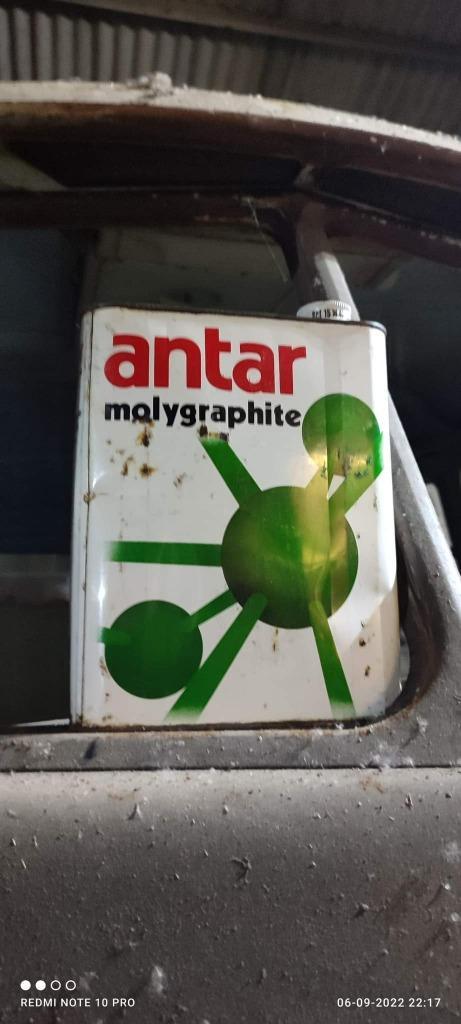 antar
molygraphite
REDMI NOTE 10 PRO
06-09-2022 22:17